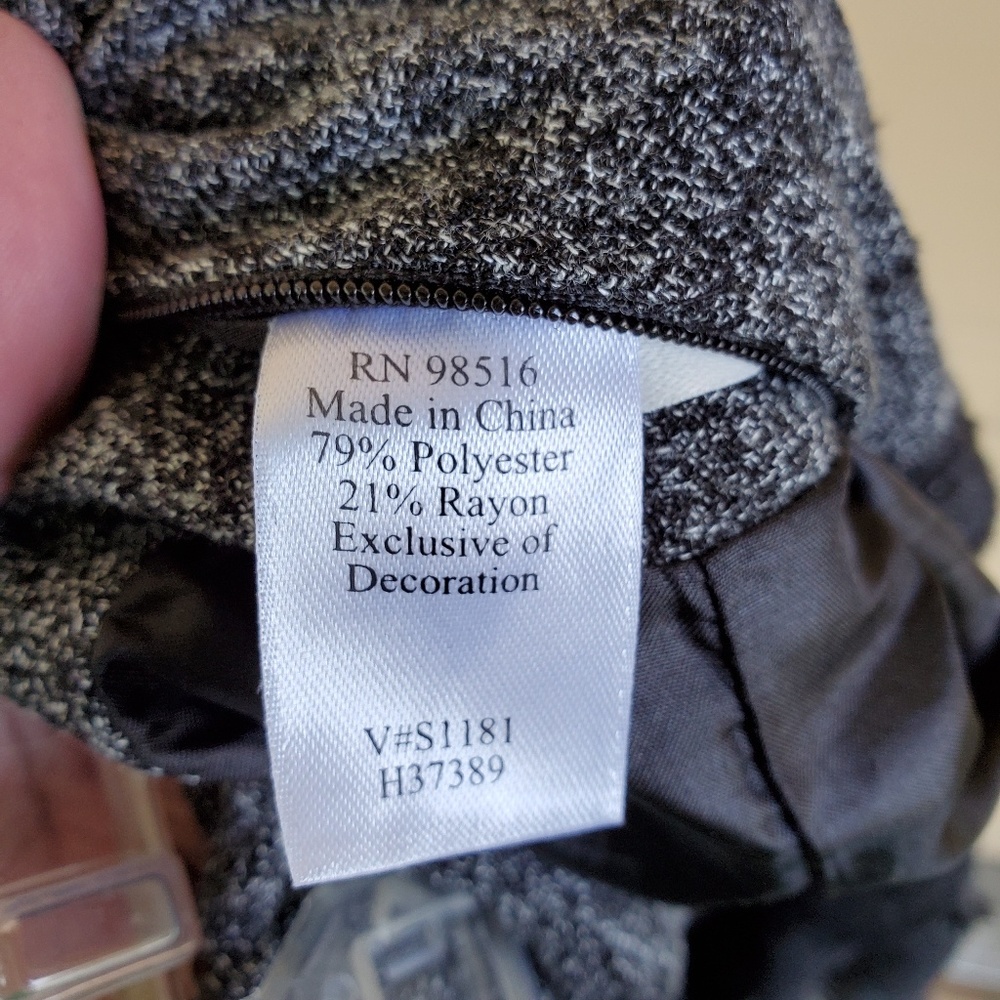 RN 98516
Made in China
79% Polyester
21% Rayon
Exclusive of
Decoration
V#S1181
H37389